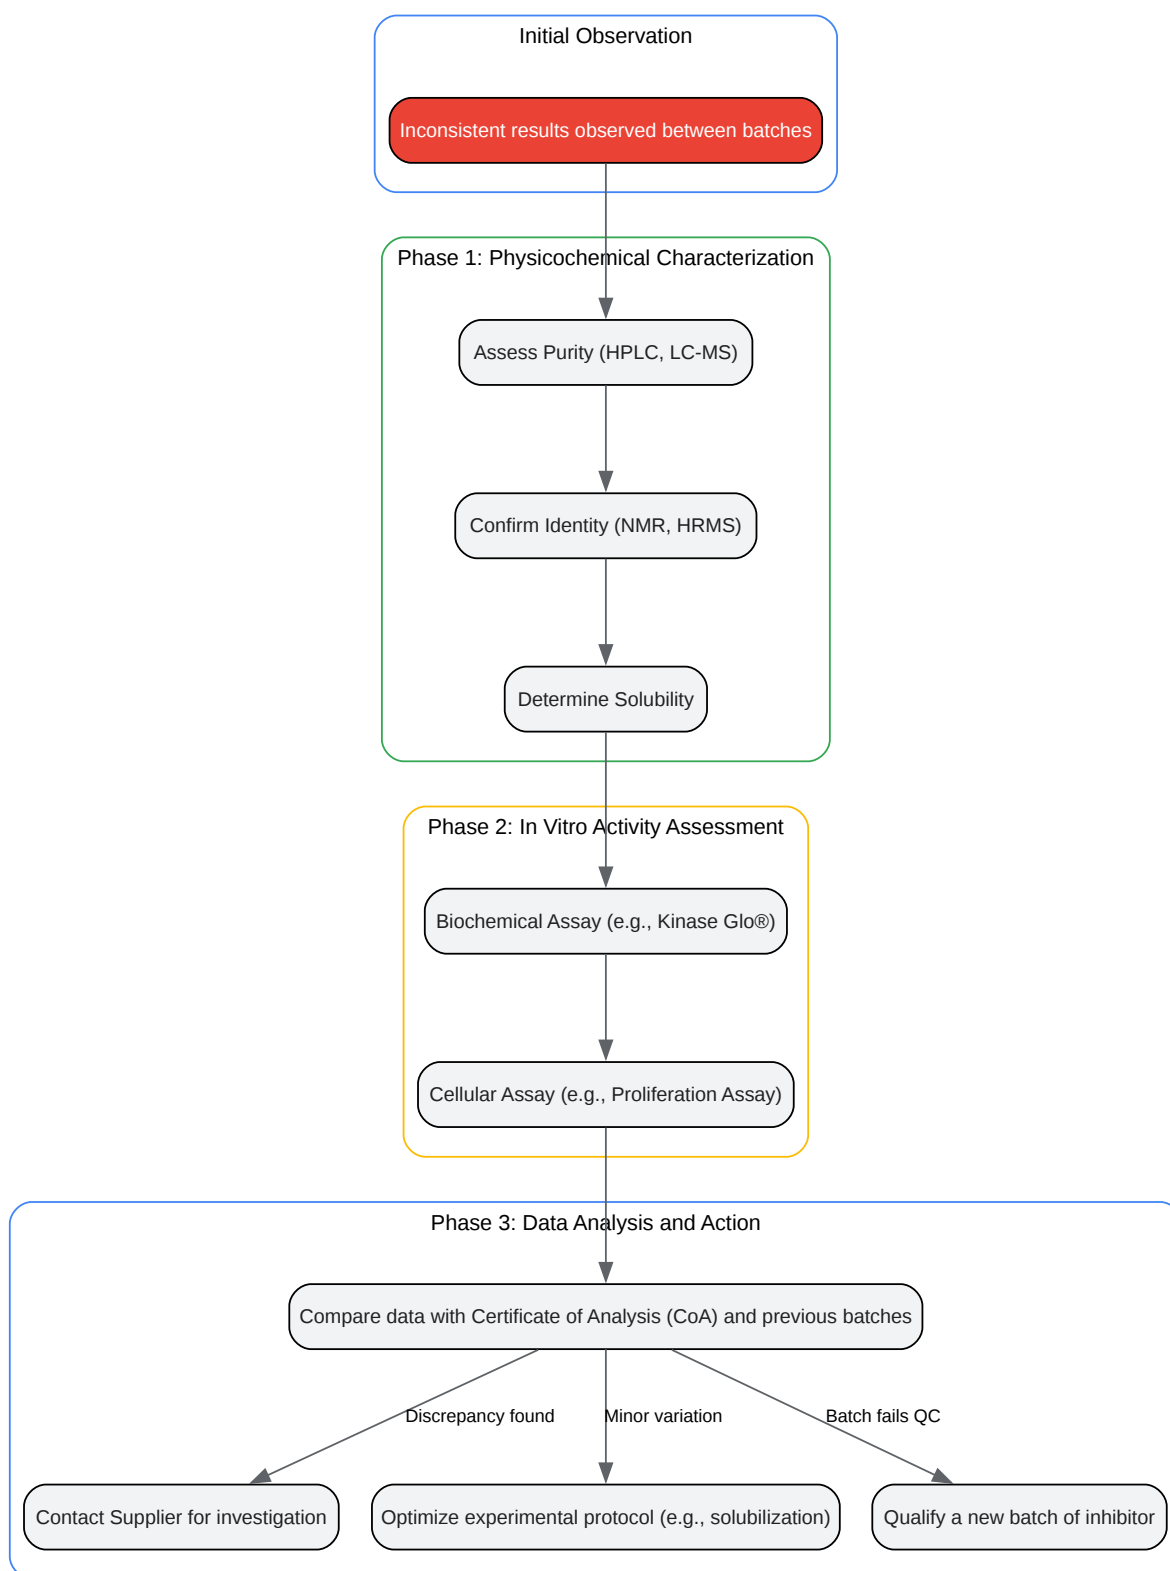 Initial Observation
Inconsistent results observed between batches
Phase 1: Physicochemical Characterization
Assess Purity (HPLC, LC-MS)
Confirm Identity (NMR, HRMS)
Determine Solubility
Phase 2: In Vitro Activity Assessment
Biochemical Assay (e.g., Kinase Glo®)
Cellular Assay (e.g., Proliferation Assay)
Phase 3: Data Analysis and Action
Compare data with Certificate of Analysis (CoA) and previous batches
Discrepancy found
Minor variation
Batch fails QC
Contact Supplier for investigation
Optimize experimental protocol (e.g., solubilization)
Qualify a new batch of inhibitor